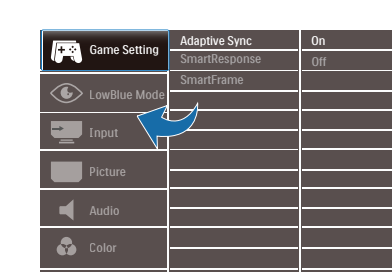 Game Setting
Adaptive Sync
On
SmartResponse
Off
SmartFrame
LowBlue Mode
Input
Picture
Audio
Color